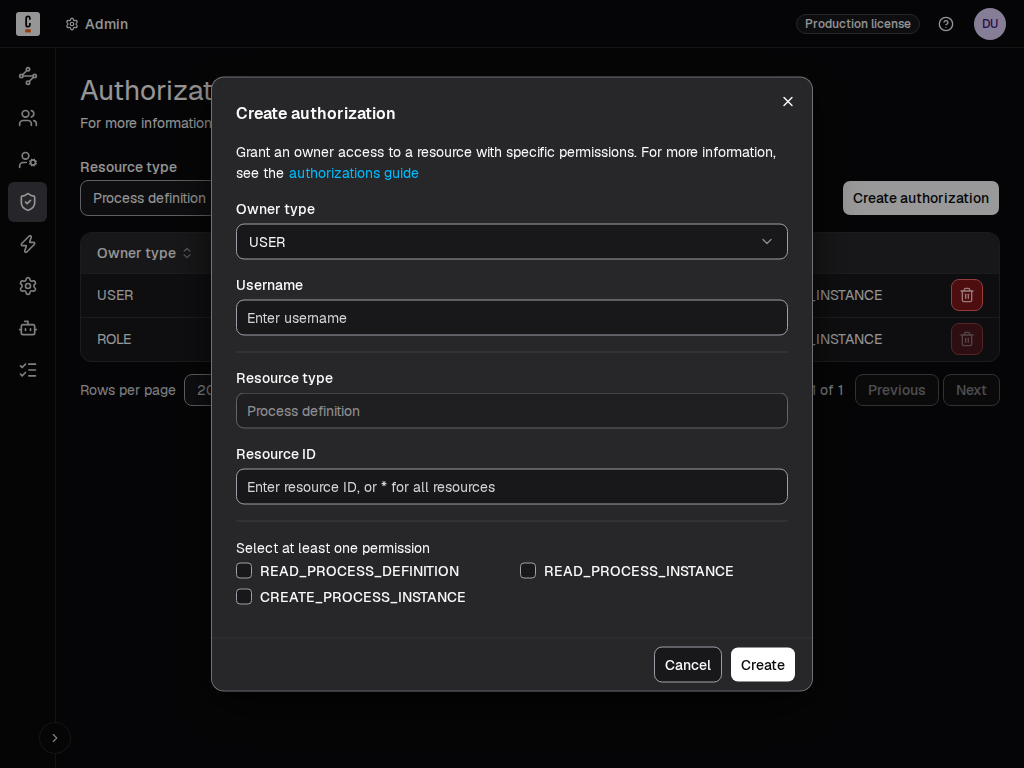 C
Admin
Production license
DU
Authorizat
For more information
Resource type
Process definition
Create authorization
Owner type
USER
_INSTANCE
ROLE
_INSTANCE
Rows per page
20
of 1
Previous
Next
Create authorization
Grant an owner access to a resource with specific permissions. For more information,
see the authorizations guide
Owner type
USER
Username
Enter username
Resource type
Process definition
Resource ID
Enter resource ID, or * for all resources
Select at least one permission
READ_PROCESS_DEFINITION
READ_PROCESS_INSTANCE
CREATE_PROCESS_INSTANCE
Cancel
Create